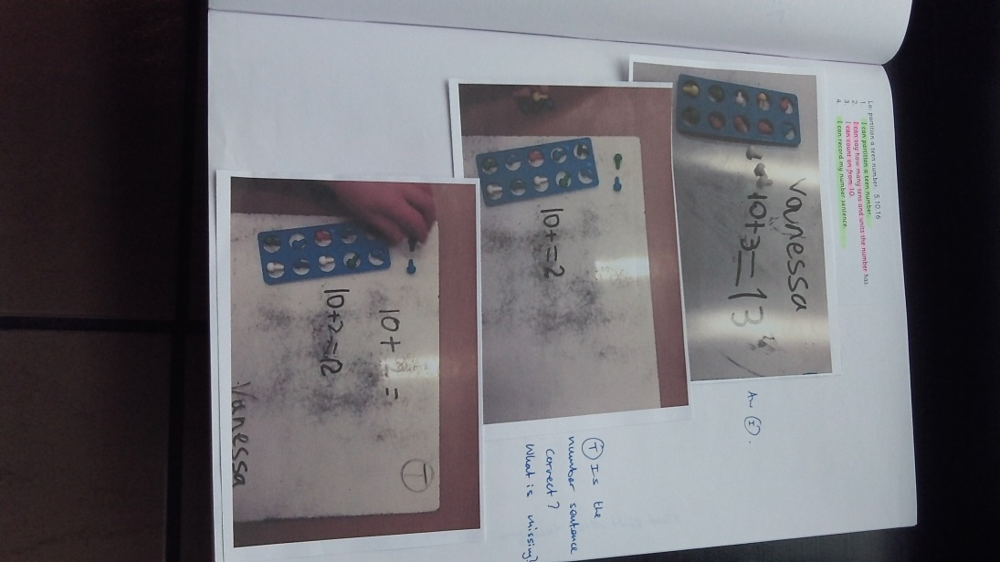 Lo: partition a teen number. 5.10.16
1 I can partition a teen number.
2 I can say how many tens and units the number has.
3 I can count on from 10.
4 I can record my number sentence.
Vanessa
10+3=13
10+=2
T Is the
number sentence
correct?
What is missing?
T
10+ =
10+2=12
Vanessa